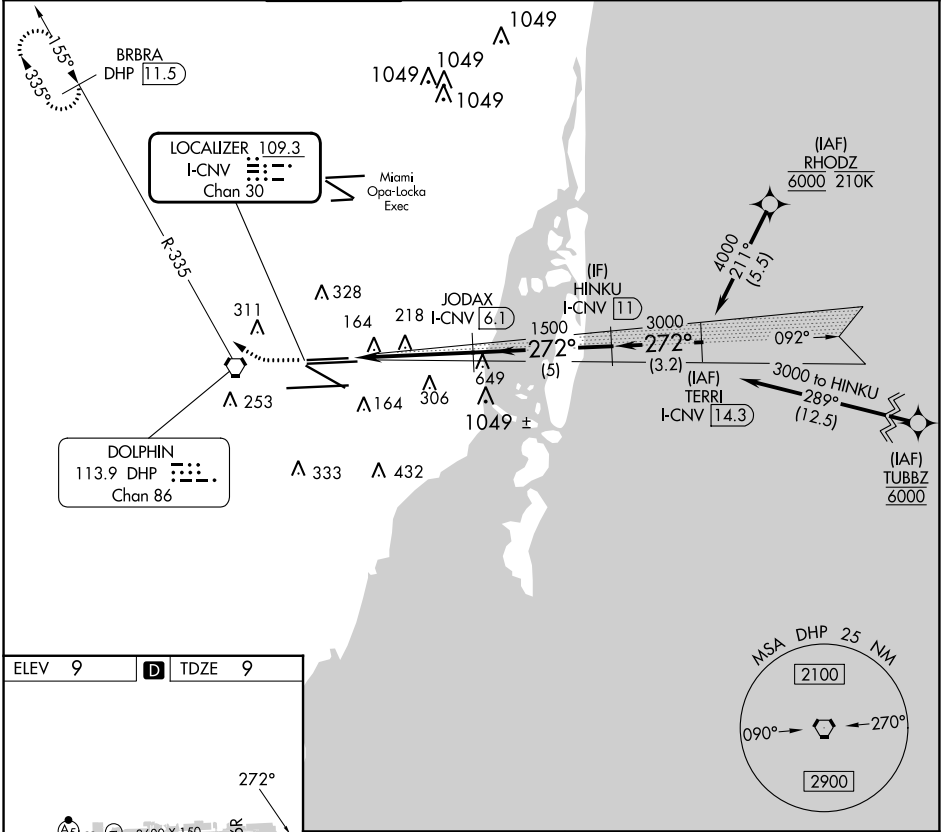 1049
1049
1049
155°
335°
BRBRA
DHP 11.5
LOCALIZER 109.3
I-CNV
Chan 30
Miami
Opa-Locka
Exec
(IAF)
RHODZ
6000 210K
R-335
4000
211°
(5.5)
328
311
164
218
JODAX
I-CNV 6.1
(IF)
HINKU
I-CNV 11
1500
272°
(5)
3000
272°
(3.2)
092°
(IAF)
TERRI
I-CNV 14.3
3000 to HINKU
289°
(12.5)
(IAF)
TUBBZ
6000
253
164
306
649
1049 ±
333
432
DOLPHIN
113.9 DHP
Chan 86
MSA DHP 25 NM
2100
090°
270°
2900
ELEV 9 D TDZE 9
272°